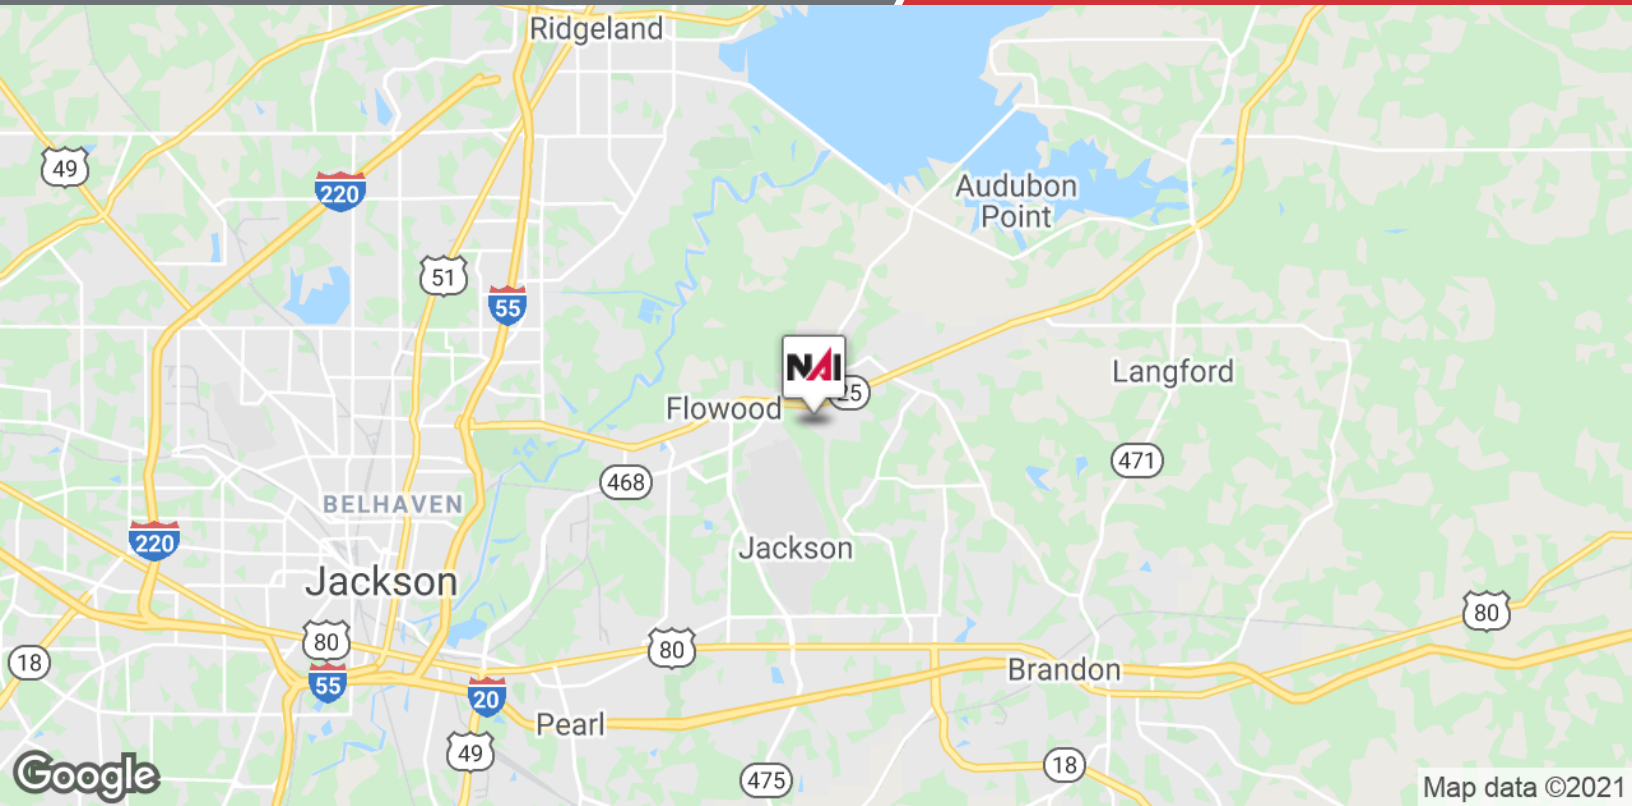 Ridgeland
49
220
Audubon
Point
51
55
NAI
25
Langford
Flowood
471
468
BELHAVEN
220
Jackson
Jackson
80
80
80
18
55
20
Brandon
Pearl
49
475
18
Google
Map data ©2021